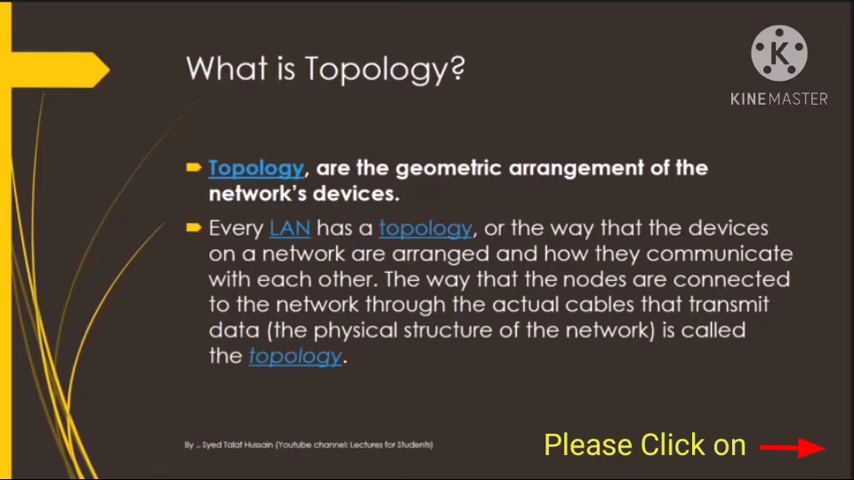 What is Topology?
K
KINEMASTER
Topology, are the geometric arrangement of the
network's devices.
Every LAN has a topology, or the way that the devices
on a network are arranged and how they communicate
with each other. The way that the nodes are connected
to the network through the actual cables that transmit
data (the physical structure of the network) is called
the topology.
By .. Syed Talat Hussain (Youtube channel: Lectures for Students)
Please Click on